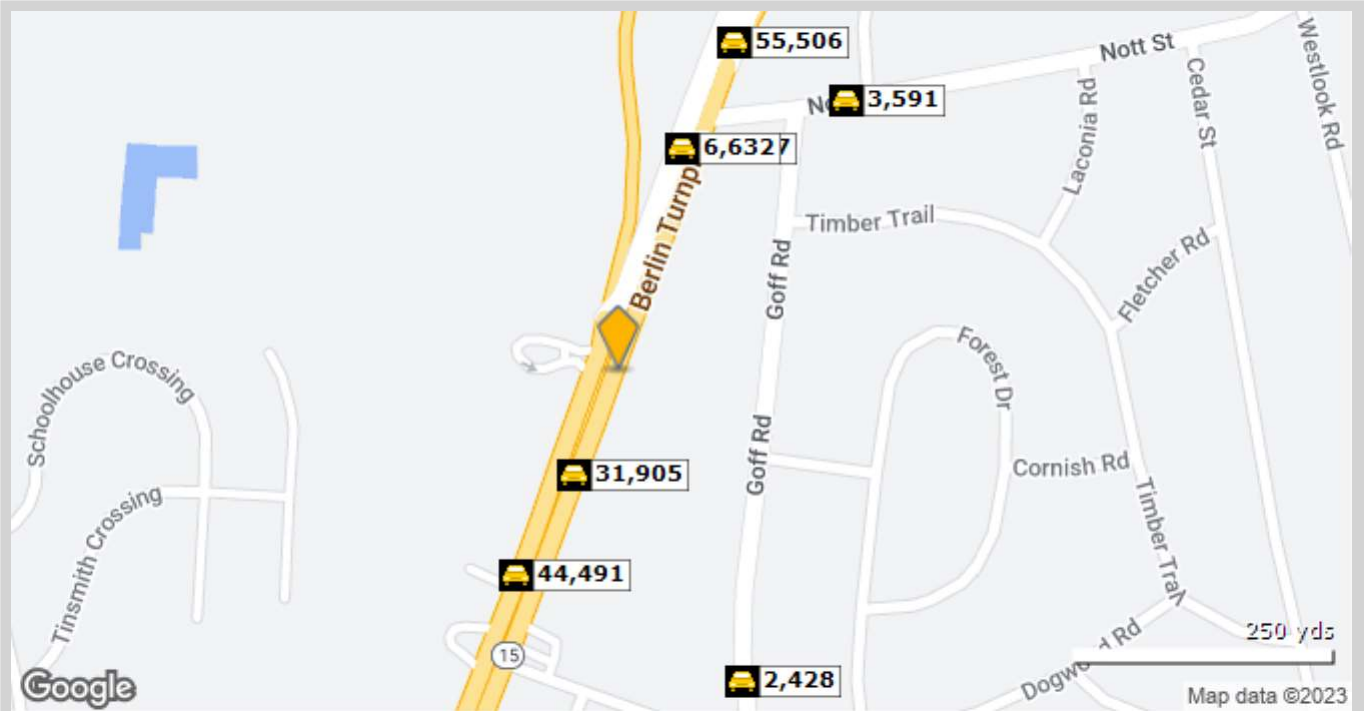 55,506
Nott St
Westlook Rd
3,591
Cedar St
Laconia Rd
Berlin Turnp
Timber Trail
Goff Rd
Fletcher Rd
Forest Dr
Schoolhouse Crossing
Goff Rd
31,905
Cornish Rd
Tinsmith Crossing
Timber Trail
44,491
250 yds
15
Dogwood Rd
2,428
Google
Map data ©2023